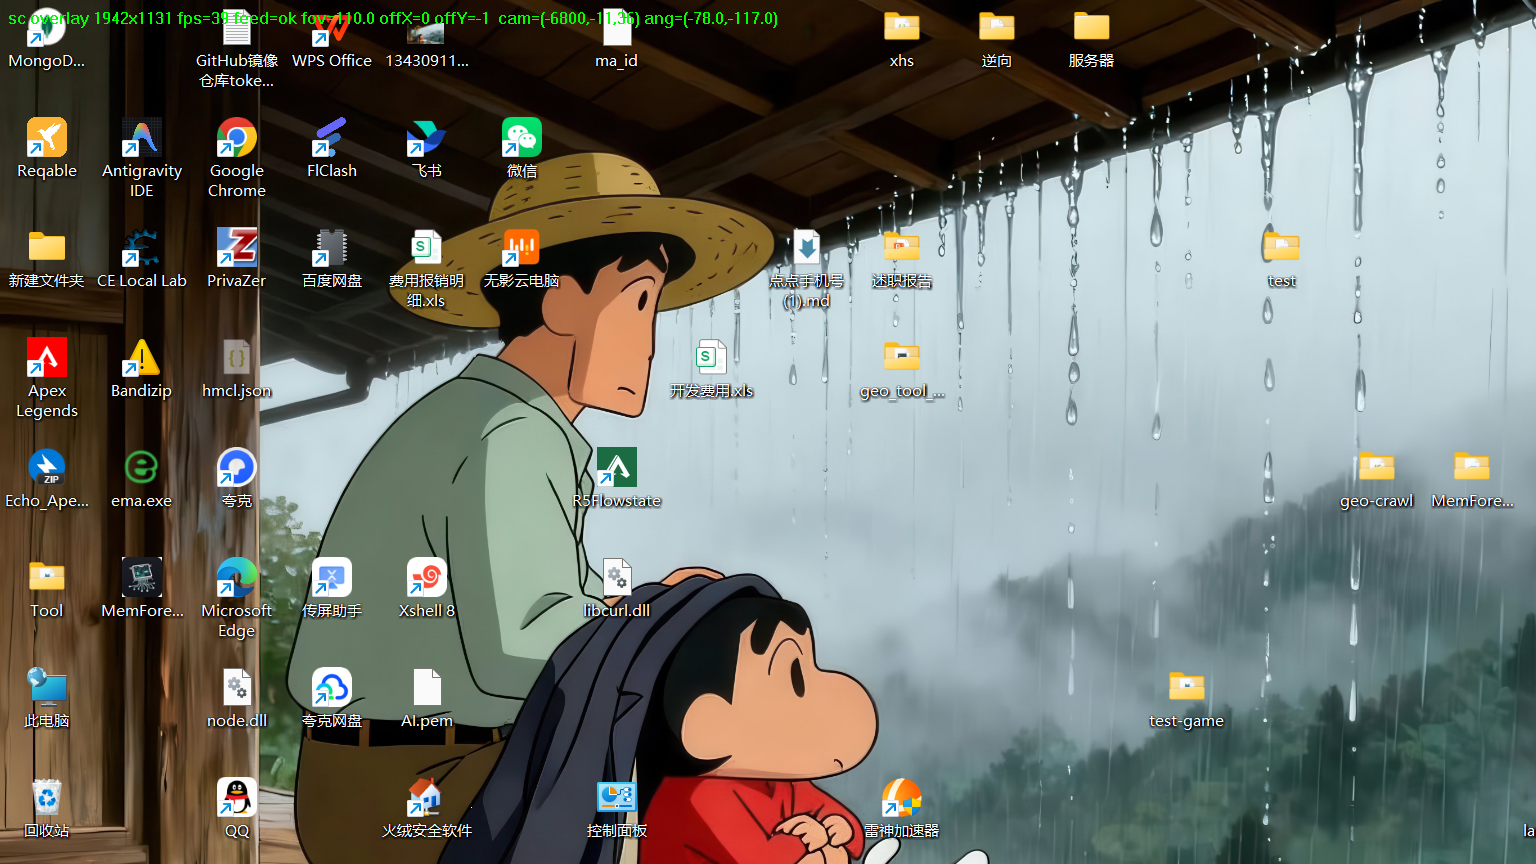 sc overlay 1942x1131 fps=39 feed=ok fov=110.0 offX=0 offY=-1 cam=(-6800,-11,36) ang=(-78.0,-117.0)
MongoD...
GitHub镜像
仓库toke...
WPS Office
13430911...
ma_id
xhs
逆向
服务器
Reqable
Antigravity
IDE
Google
Chrome
FlClash
飞书
微信
新建文件夹
CE Local Lab
PrivaZer
百度网盘
费用报销明
细.xls
无影云电脑
点点手机号
(1).md
述职报告
test
Apex
Legends
Bandizip
hmcl.json
开发费用.xls
geo_tool_...
Echo_Ape...
ema.exe
夸克
R5Flowstate
geo-crawl
MemFore...
Tool
MemFore...
Microsoft
Edge
传屏助手
Xshell 8
libcurl.dll
此电脑
node.dll
夸克网盘
AI.pem
test-game
回收站
QQ
火绒安全软件
控制面板
雷神加速器
la